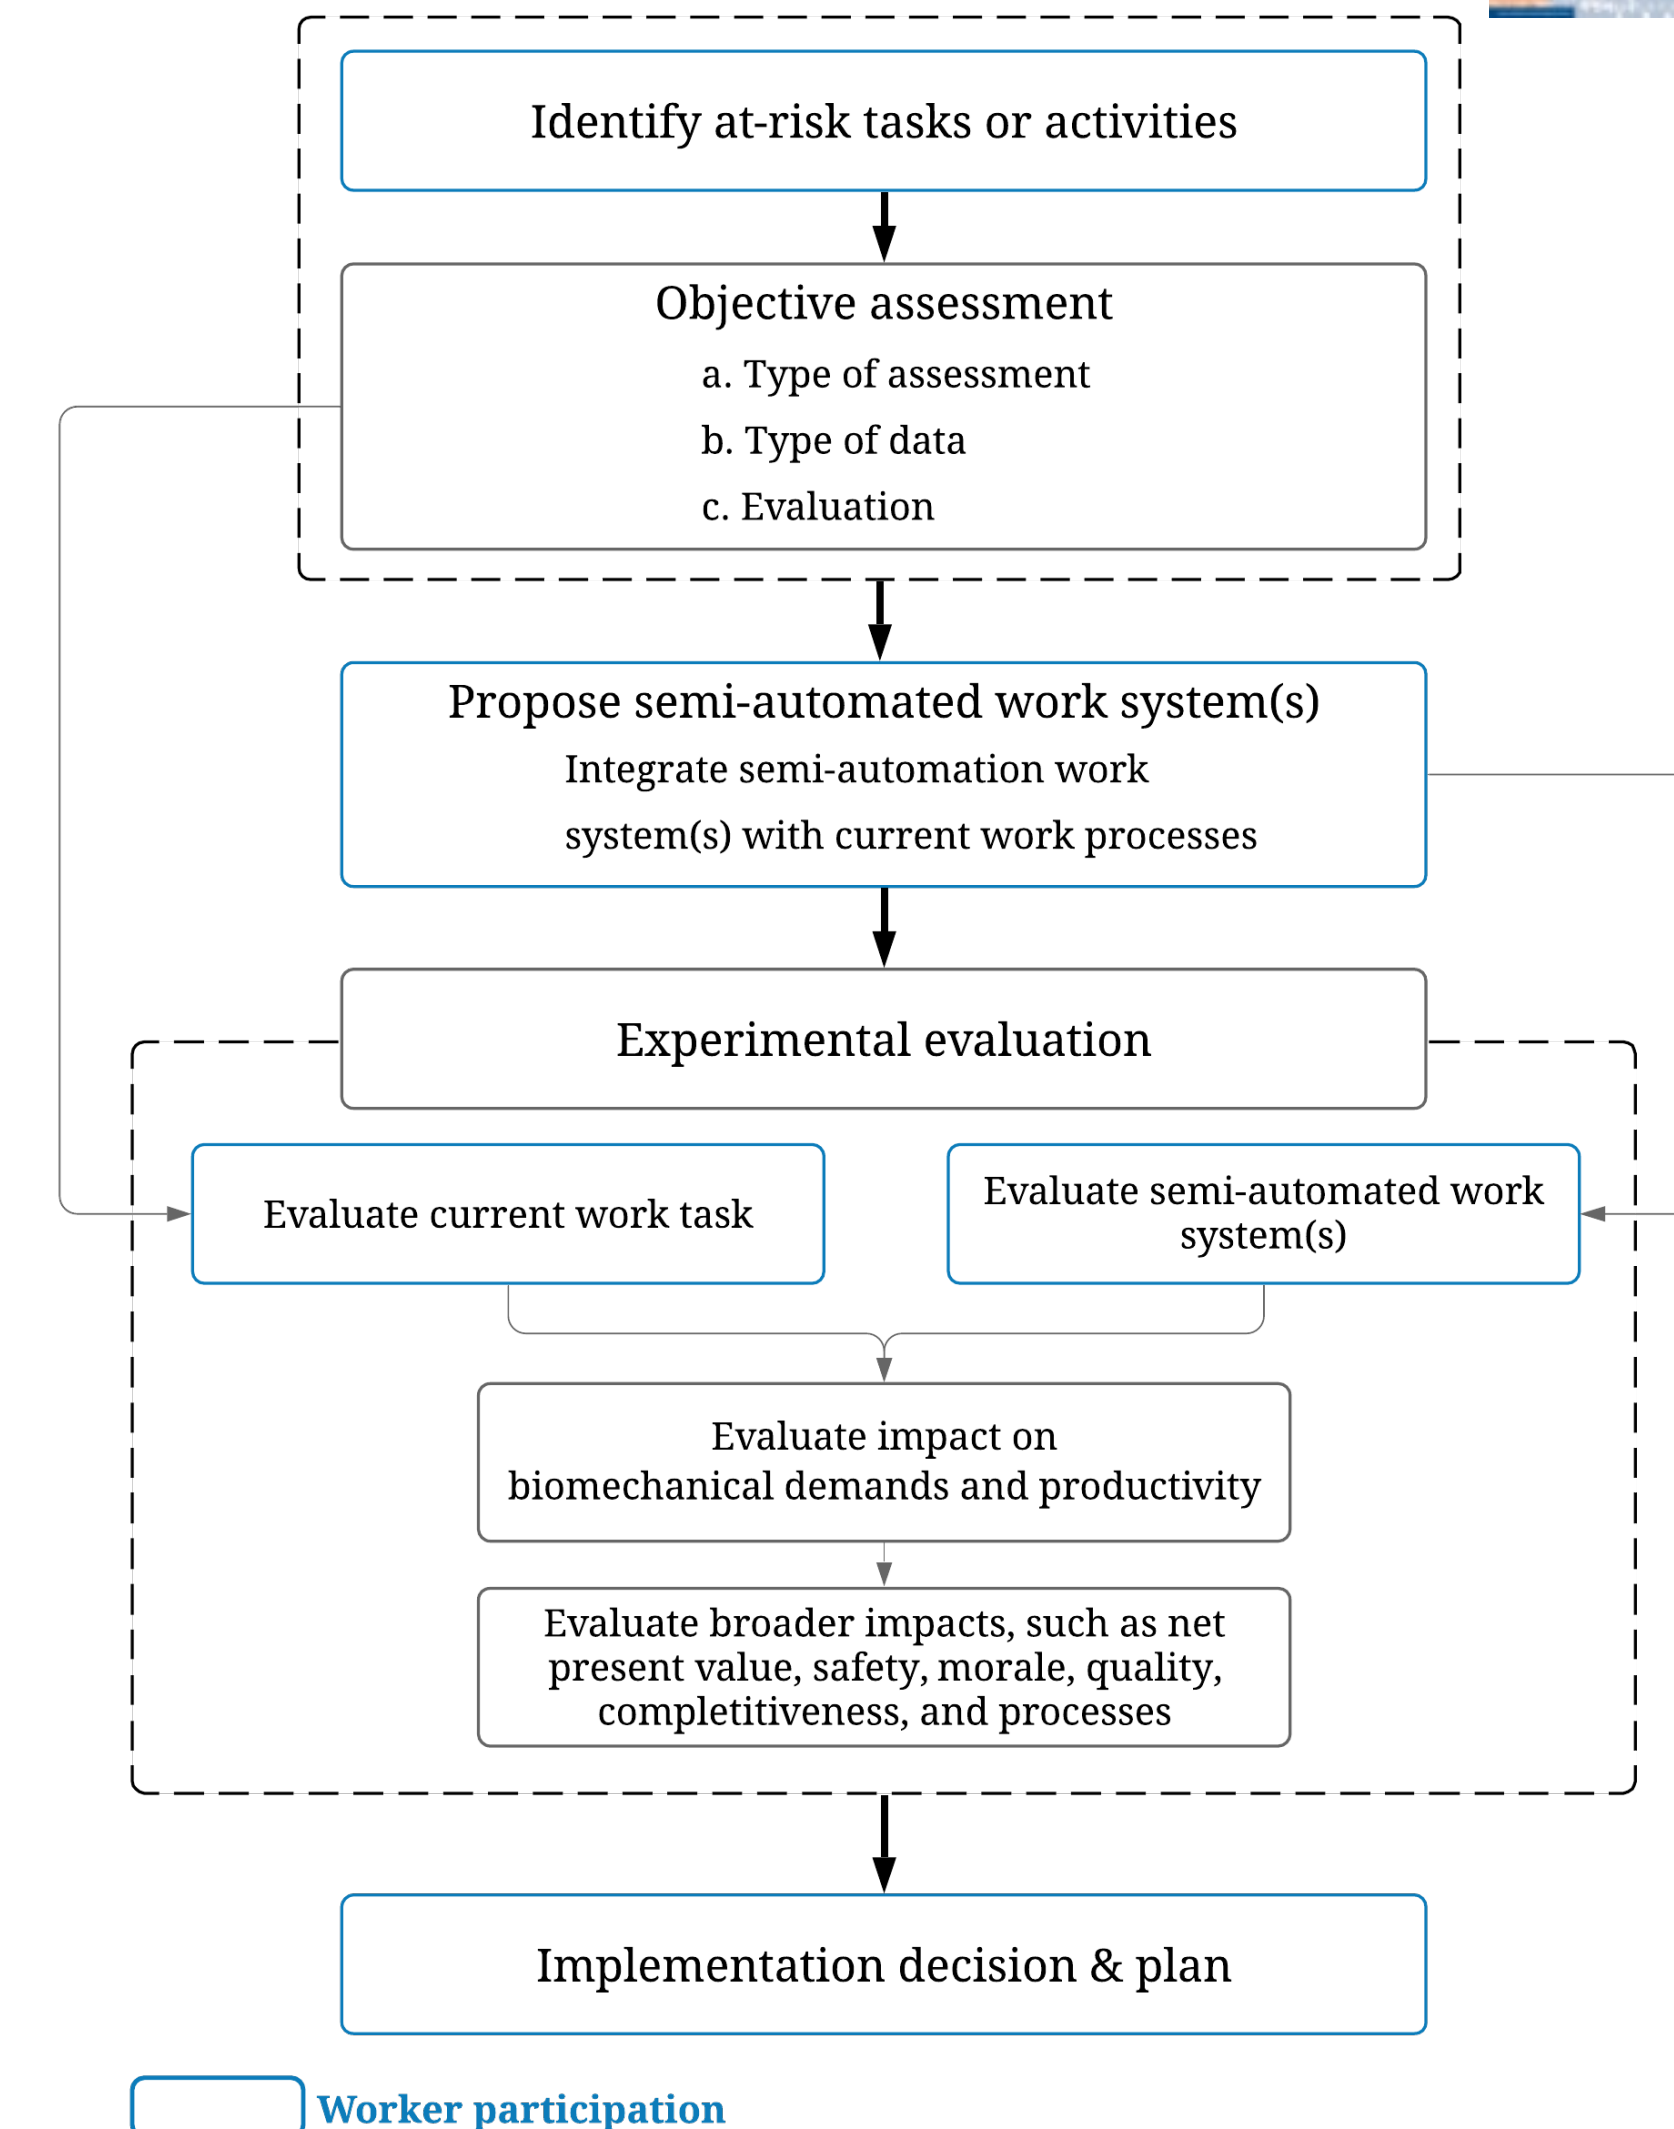 Identify at-risk tasks or activities
Objective assessment
a. Type of assessment
b. Type of data
c. Evaluation
Propose semi-automated work system(s)
Integrate semi-automation work
system(s) with current work processes
Experimental evaluation
Evaluate current work task
Evaluate semi-automated work
system(s)
Evaluate impact on
biomechanical demands and productivity
Evaluate broader impacts, such as net
present value, safety, morale, quality,
completitiveness, and processes
Implementation decision & plan
Worker participation